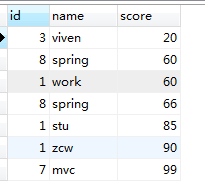 id name score
3 viven 20
8 spring 60
1 work 60
8 spring 66
1 stu 85
1 zcw 90
7 mvc 99